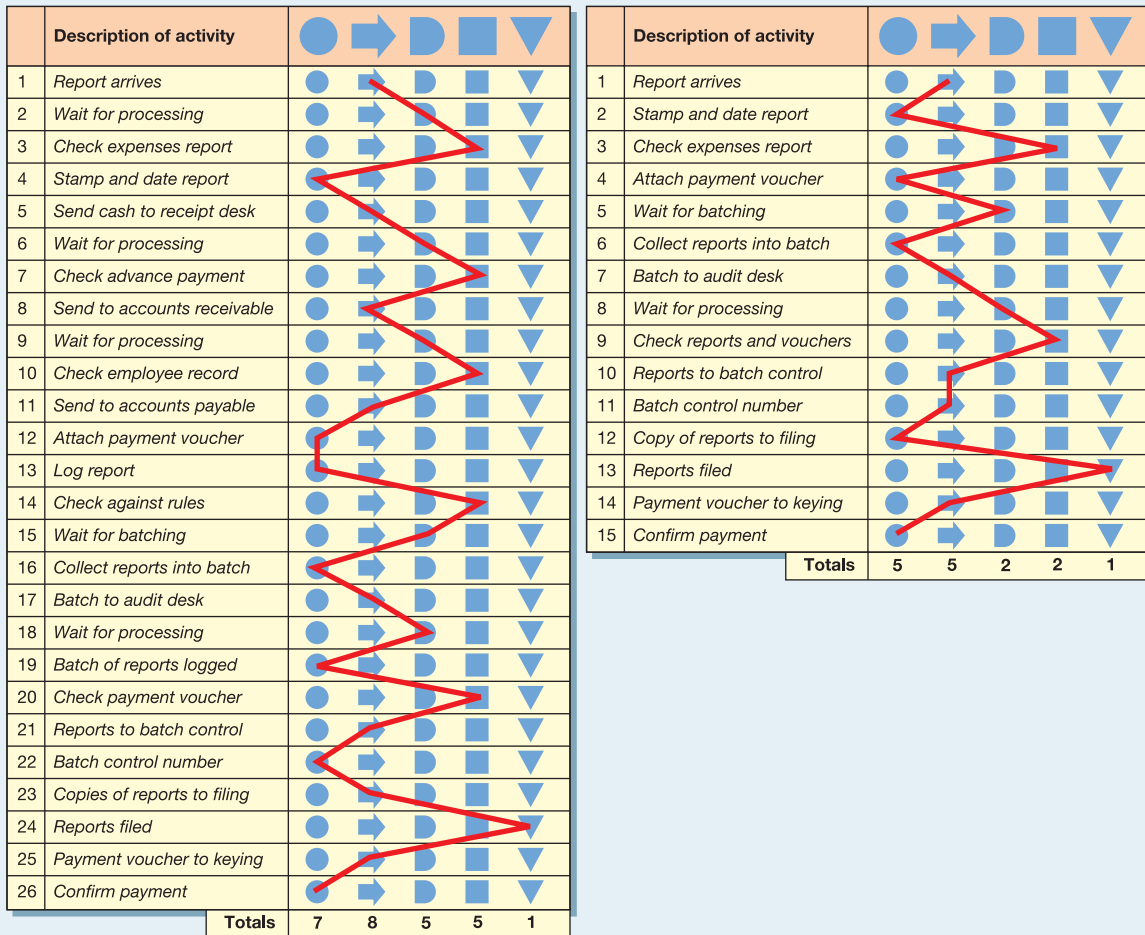 Description of activity
1 Report arrives
2 Wait for processing
3 Check expenses report
4 Stamp and date report
5 Send cash to receipt desk
6 Wait for processing
7 Check advance payment
8 Send to accounts receivable
9 Wait for processing
10 Check employee record
11 Send to accounts payable
12 Attach payment voucher
13 Log report
14 Check against rules
15 Wait for batching
16 Collect reports into batch
17 Batch to audit desk
18 Wait for processing
19 Batch of reports logged
20 Check payment voucher
21 Reports to batch control
22 Batch control number
23 Copies of reports to filing
24 Reports filed
25 Payment voucher to keying
26 Confirm payment
Totals 7 8 5 5 1
Description of activity
1 Report arrives
2 Stamp and date report
3 Check expenses report
4 Attach payment voucher
5 Wait for batching
6 Collect reports into batch
7 Batch to audit desk
8 Wait for processing
9 Check reports and vouchers
10 Reports to batch control
11 Batch control number
12 Copy of reports to filing
13 Reports filed
14 Payment voucher to keying
15 Confirm payment
Totals 5 5 2 2 1